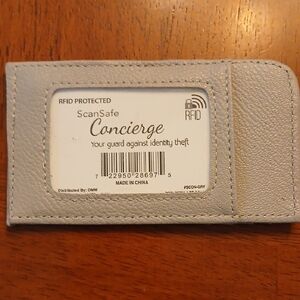 RFID PROTECTED
ScanSafe
RFID
Concierge
Your guard against identity theft
7 22950 28697 5
MADE IN CHINA
Distributed By: DMM